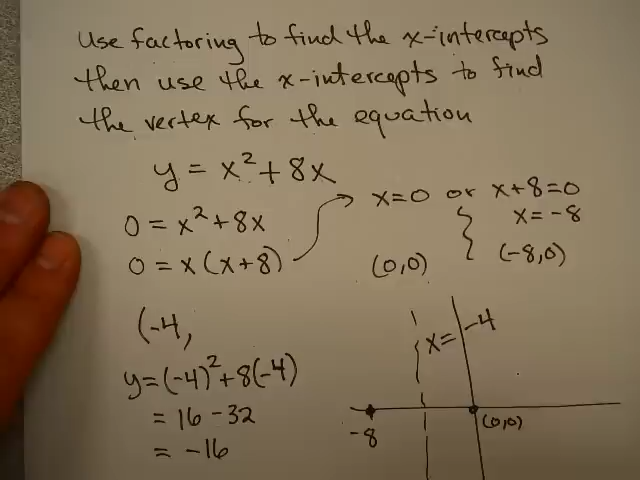 Use factoring to find the x-intercepts
then use the x-intercepts to find
the vertex for the equation
y = x² + 8x
0 = x² + 8x
0 = x(x+8)
x=0 or x+8=0
x=-8
(0,0)
(-8,0)
(-4,
y=(-4)²+8(-4)
= 16 - 32
= -16
x= -4
-8
(0,0)